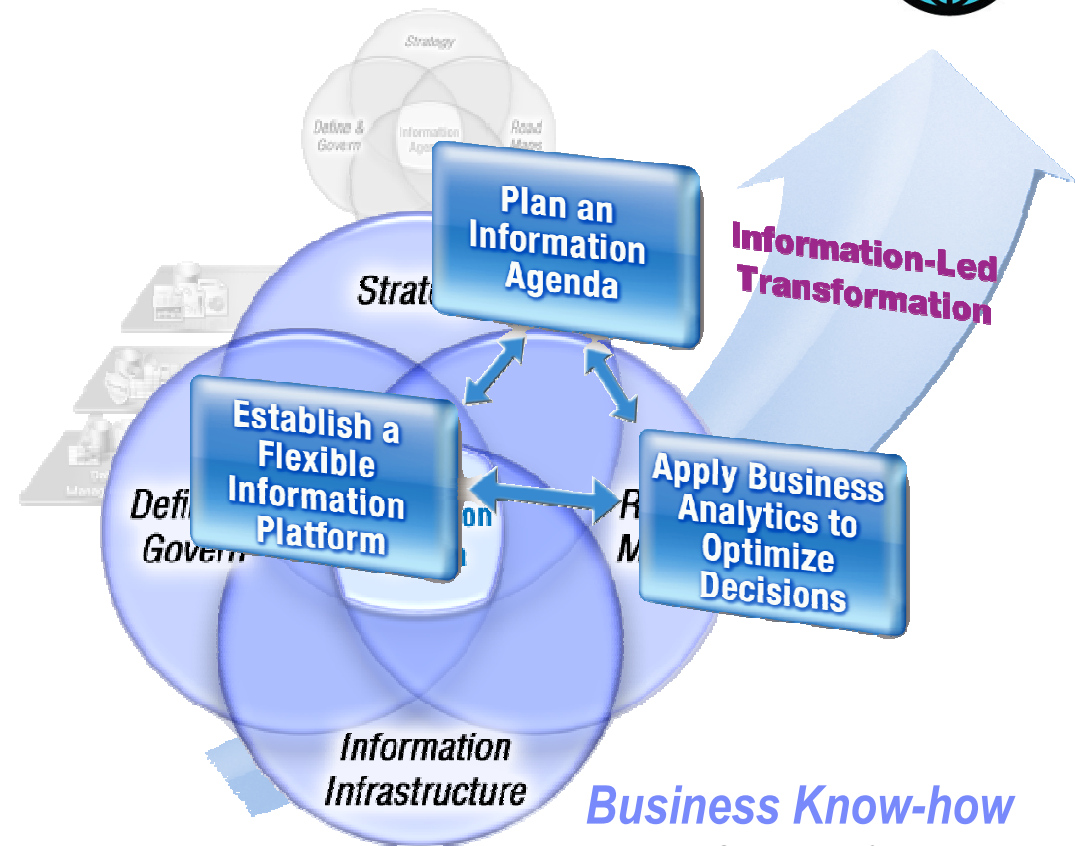 Strategy
Define &
Govern
Information
Road
Maps
Plan an
Information
Agenda
Information-Led
Transformation
Establish a
Flexible
Information
Platform
Apply Business
Analytics to
Optimize
Decisions
Govern
Information
Infrastructure
Business Know-how